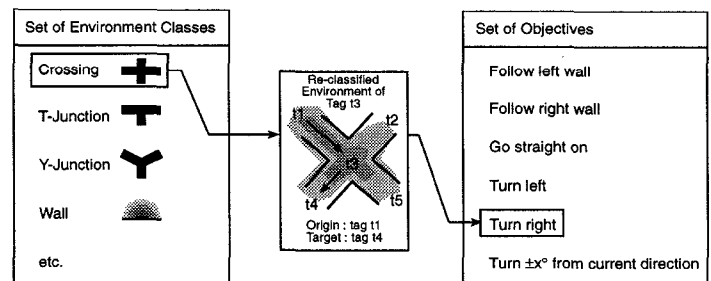 Set of Environment Classes
Crossing
T-Junction
Y-Junction
Wall
etc.
Re-classified
Environment of
Tag t3
t1
t2
t3
t4
t5
Origin : tag t1
Target : tag t4
Set of Objectives
Follow left wall
Follow right wall
Go straight on
Turn left
Turn right
Turn ±x° from current direction